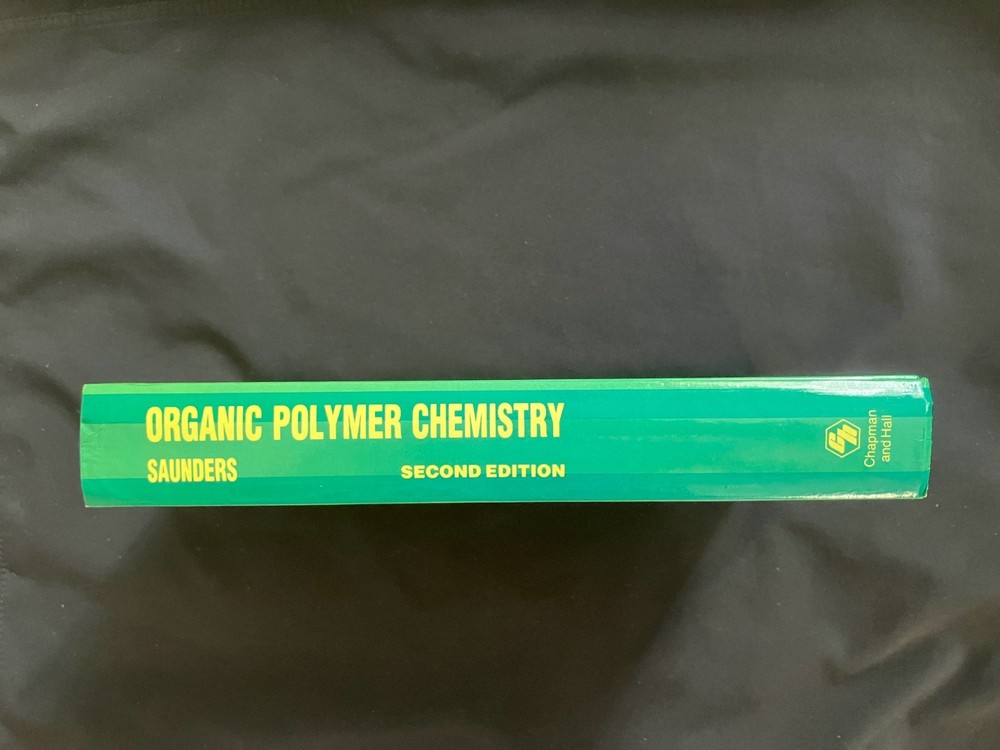 ORGANIC POLYMER CHEMISTRY
SAUNDERS
SECOND EDITION
Chapman
and Hall